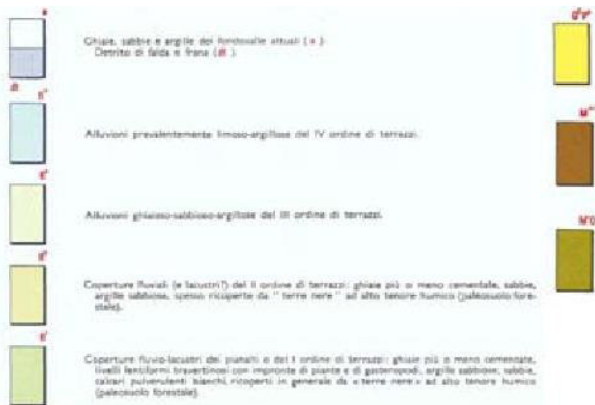 Ghiaie, sabbie e argille dei fondovalle attuali ( a )
Detrito di falda e frana ( dt ).
dt
Alluvioni prevalentemente limoso-argillose del IV ordine di terrazzi.
Alluvioni ghiaioso-sabbioso-argillose del III ordine di terrazzi.
Coperture fluviali (e lacustri?) del II ordine di terrazzi: ghiaie più o meno cementate, sabbie,
argille sabbiose, spesso ricoperte da " terre nere " ad alto tenore humico (paleosuolo fore-
stale).
Coperture fluvio-lacustri dei pianalti e del I ordine di terrazzi: ghiaie più o meno cementate,
livelli lentiformi travertinosi con impronte di piante e di gasteropodi, argille sabbiose, sabbie,
calcari pulverulenti bianchi ricoperti in generale da « terre nere » ad alto tenore humico
(paleosuolo forestale).